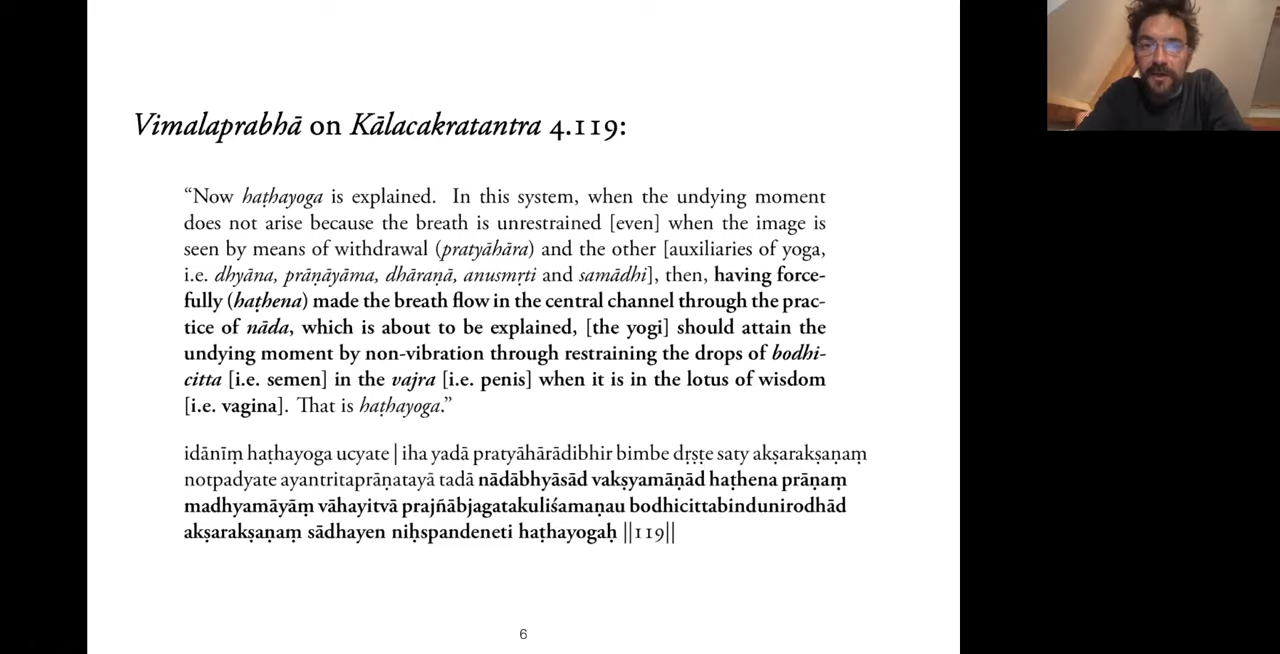 Vimalaprabhā on Kālacakratantra 4.119:
“Now haṭhayoga is explained. In this system, when the undying moment
does not arise because the breath is unrestrained [even] when the image is
seen by means of withdrawal (pratyāhāra) and the other [auxiliaries of yoga,
i.e. dhyāna, prāṇāyāma, dhāraṇā, anusmṛti and samādhi], then, having force-
fully (haṭhena) made the breath flow in the central channel through the prac-
tice of nāda, which is about to be explained, [the yogi] should attain the
undying moment by non-vibration through restraining the drops of bodhi-
citta [i.e. semen] in the vajra [i.e. penis] when it is in the lotus of wisdom
[i.e. vagina]. That is haṭhayoga.”
idānīṃ haṭhayoga ucyate | iha yadā pratyāhārādibhir bimbe dṛṣṭe saty akṣarakṣaṇaṃ
notpadyate ayantritaprāṇatayā tadā nādābhyāsād vakṣyamāṇād haṭhena prāṇaṃ
madhyamāyāṃ vāhayitvā prajñābjagatakuliśamaṇau bodhicittabindunirodhād
akṣarakṣaṇaṃ sādhayen niḥspandeneti haṭhayogaḥ ||119||
6